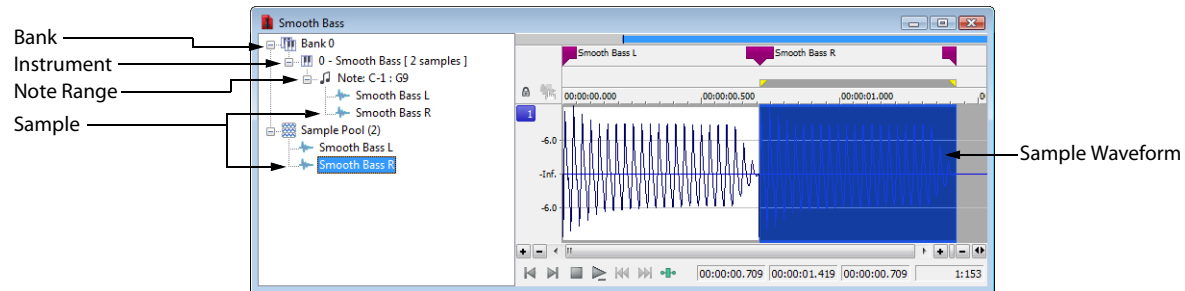 Smooth Bass
Bank
Bank 0
Instrument
0 - Smooth Bass [ 2 samples ]
Note Range
Note: C-1 : G9
Smooth Bass L
Smooth Bass R
Sample
Sample Pool (2)
Smooth Bass L
Smooth Bass R
Smooth Bass L
Smooth Bass R
00:00:00.000
,00:00:00.500
,00:00:01.000
1
-6.0
-Inf.
-6.0
Sample Waveform
00:00:00.709
00:00:01.419
00:00:00.709
1:153